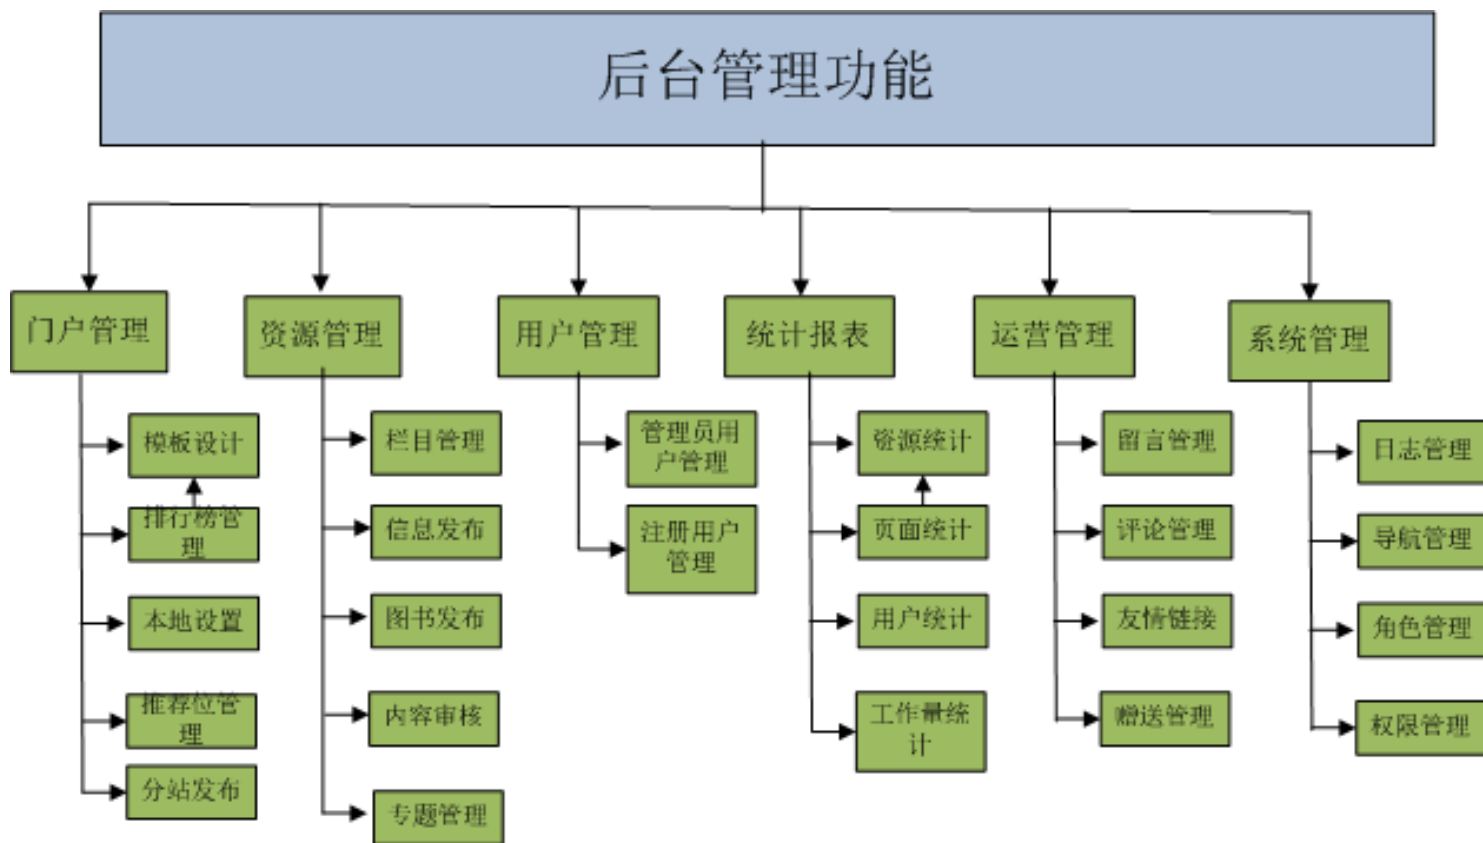 后台管理功能
门户管理
资源管理
用户管理
统计报表
运营管理
系统管理
模板设计
排行榜管
理
本地设置
推荐位管
理
分站发布
栏目管理
信息发布
图书发布
内容审核
专题管理
管理员用
户管理
注册用户
管理
资源统计
页面统计
用户统计
工作量统
计
留言管理
评论管理
友情链接
赠送管理
日志管理
导航管理
角色管理
权限管理